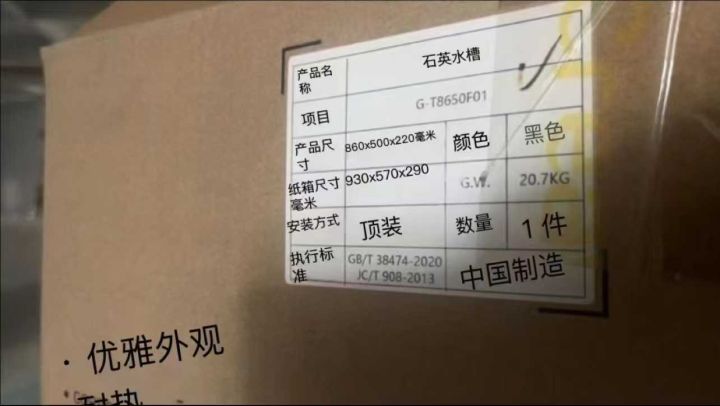 产品名
称
石英水槽
项目
G-T8650F01
产品尺
寸
860x500x220毫米
颜色
黑色
纸箱尺寸
毫米
930x570x290
G.W.
20.7KG
安装方式
顶装
数量
1 件
执行标
准
GB/T 38474-2020
JC/T 908-2013
中国制造
· 优雅外观
耐热